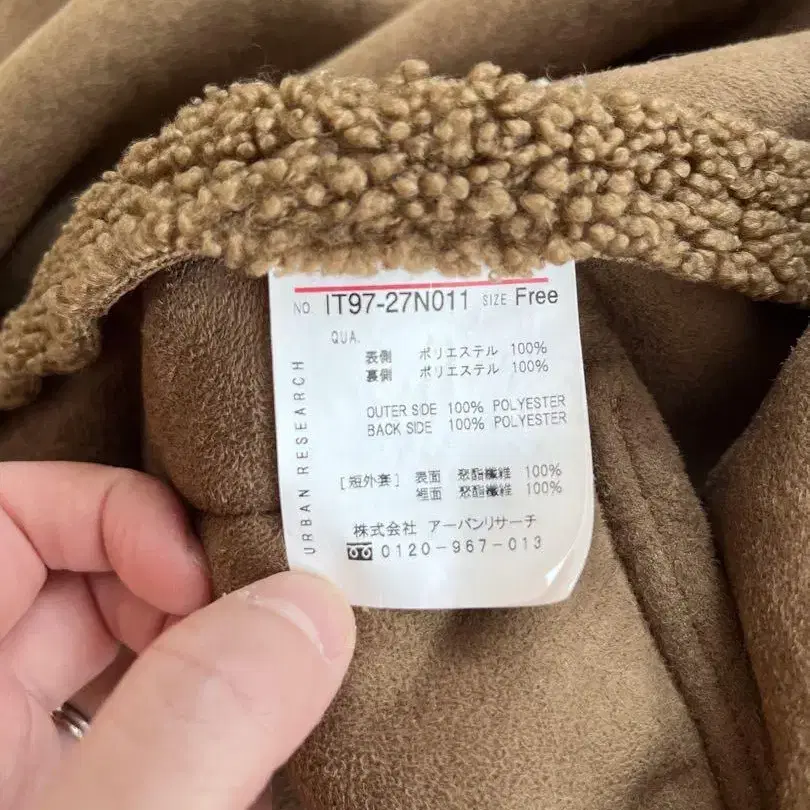 NO. IT97-27N011 SIZE Free
QUA.
表側 ポリエステル 100%
裏側 ポリエステル 100%
OUTER SIDE 100% POLYESTER
BACK SIDE 100% POLYESTER
[短外套] 表面 聚酯纖維 100%
裡面 聚酯纖維 100%
株式会社 アーバンリサーチ
0120-967-013
URBAN RESEARCH